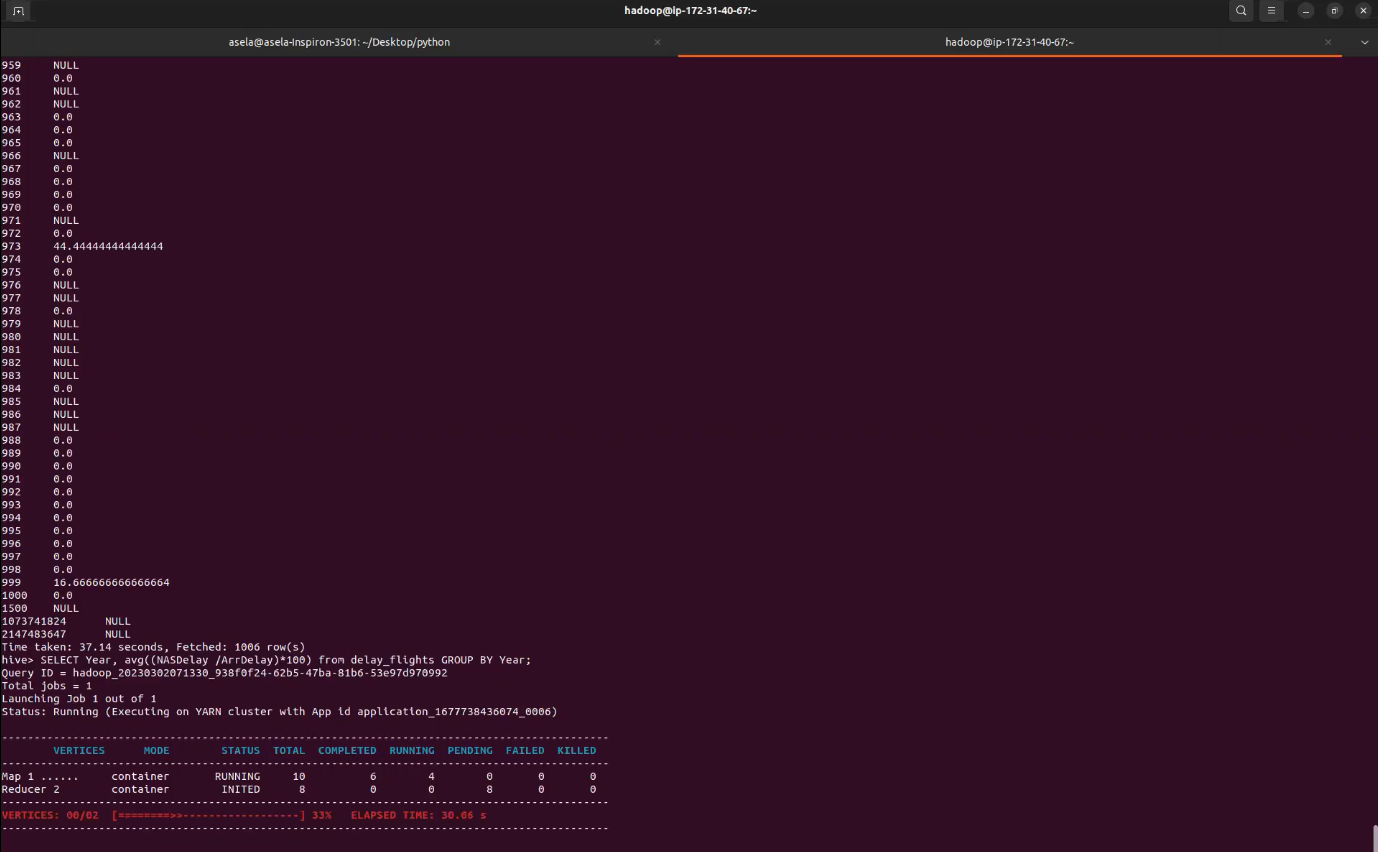 hadoop@ip-172-31-40-67:~
asela@asela-Inspiron-3501: ~/Desktop/python
hadoop@ip-172-31-40-67:~
959 NULL
960 0.0
961 NULL
962 NULL
963 0.0
964 0.0
965 0.0
966 NULL
967 0.0
968 0.0
969 0.0
970 0.0
971 NULL
972 0.0
973 44.44444444444444
974 0.0
975 0.0
976 NULL
977 NULL
978 0.0
979 NULL
980 NULL
981 NULL
982 NULL
983 NULL
984 0.0
985 NULL
986 NULL
987 NULL
988 0.0
989 0.0
990 0.0
991 0.0
992 0.0
993 0.0
994 0.0
995 0.0
996 0.0
997 0.0
998 0.0
999 16.666666666666664
1000 0.0
1500 NULL
1073741824 NULL
2147483647 NULL
Time taken: 37.14 seconds, Fetched: 1006 row(s)
hive> SELECT Year, avg((NASDelay /ArrDelay)*100) from delay_flights GROUP BY Year;
Query ID = hadoop_20230302071330_938f0f24-62b5-47ba-81b6-53e97d970992
Total jobs = 1
Launching Job 1 out of 1
Status: Running (Executing on YARN cluster with App id application_1677738436074_0006)
----------------------------------------------------------------------------------------------
VERTICES MODE STATUS TOTAL COMPLETED RUNNING PENDING FAILED KILLED
----------------------------------------------------------------------------------------------
Map 1 ...... container RUNNING 10 6 4 0 0 0
Reducer 2 container INITED 8 0 0 8 0 0
----------------------------------------------------------------------------------------------
VERTICES: 00/02 [========>>------------------] 33% ELAPSED TIME: 30.06 s
----------------------------------------------------------------------------------------------